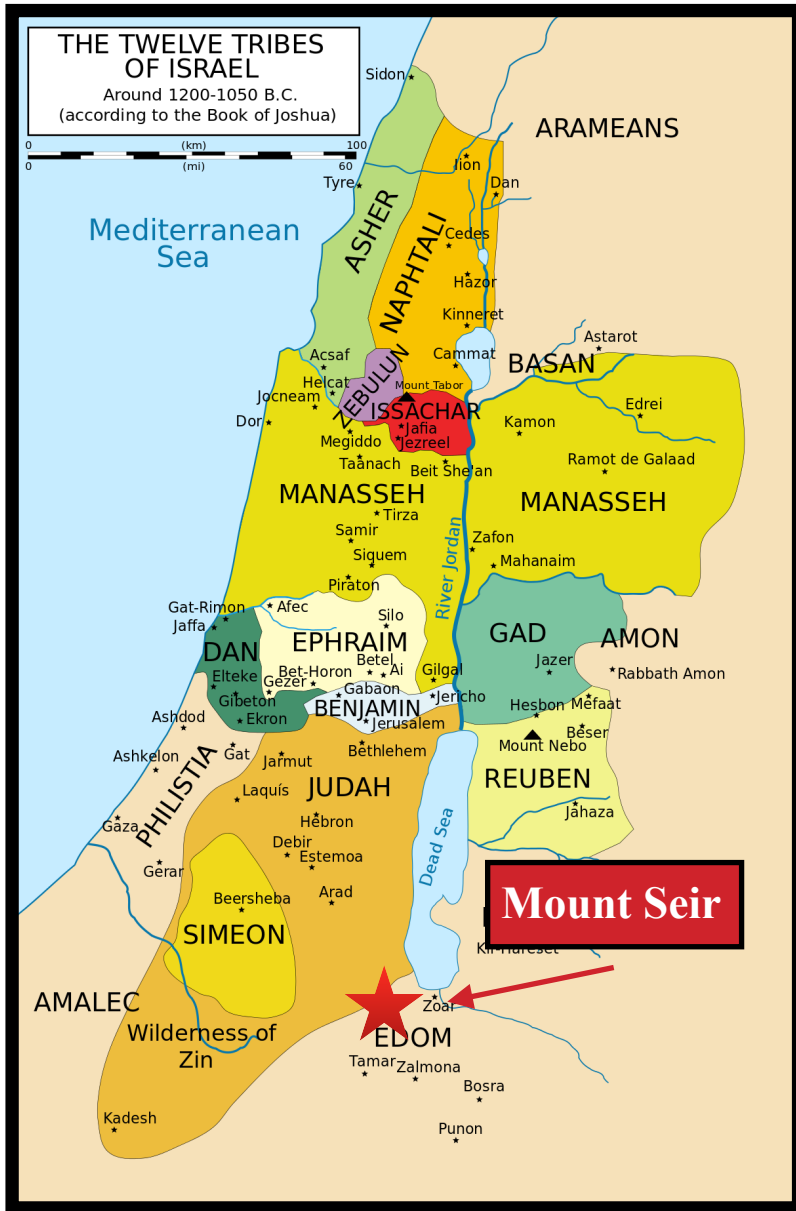 THE TWELVE TRIBES
OF ISRAEL
Around 1200-1050 B.C.
(according to the Book of Joshua)
0 (km) 100
0 (mi) 60
Sidon
ARAMEANS
Iion
Tyre
Dan
ASHER
Mediterranean
Sea
NAPHTALI
Cedes
Hazor
Kinneret
Astarot
Acsaf
Cammat
BASAN
Helcat
ZEBULUN
Mount Tabor
Jocneam
ISSACHAR
Edrei
Dor
Jafia
Kamon
Megiddo
Jezreel
Taanach
Beit She'an
Ramot de Galaad
MANASSEH
MANASSEH
Tirza
Samir
River Jordan
Zafon
Siquem
Mahanaim
Piraton
Gat-Rimon
Afec
Jaffa
Silo
DAN
EPHRAIM
GAD
AMON
Betel
Elteke
Bet-Horon
Ai
Gilgal
Jazer
Rabbath Amon
Gezer
Gabaon
Gibeton
BENJAMIN
Jericho
Hesbon
Mefaat
Ashdod
Ekron
Jerusalem
Beser
Bethlehem
Mount Nebo
Ashkelon
Gat
Jarmut
PHILISTIA
JUDAH
REUBEN
Laquís
Gaza
Hebron
Jahaza
Debir
Dead Sea
Gerar
Estemoa
Beersheba
Arad
Mount Seir
SIMEON
AMALEC
Zoar
Wilderness of
Zin
EDOM
Tamar
Zalmona
Bosra
Kadesh
Punon